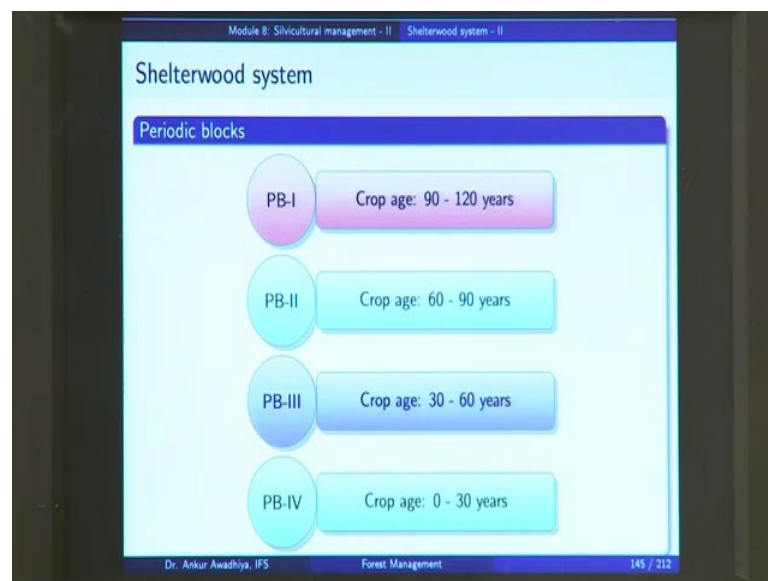 Module 8: Silvicultural management - II Shelterwood system - II
Shelterwood system
Periodic blocks
PB-I Crop age: 90 - 120 years
PB-II Crop age: 60 - 90 years
PB-III Crop age: 30 - 60 years
PB-IV Crop age: 0 - 30 years
Dr. Ankur Awadhiya, IFS Forest Management 145 / 212